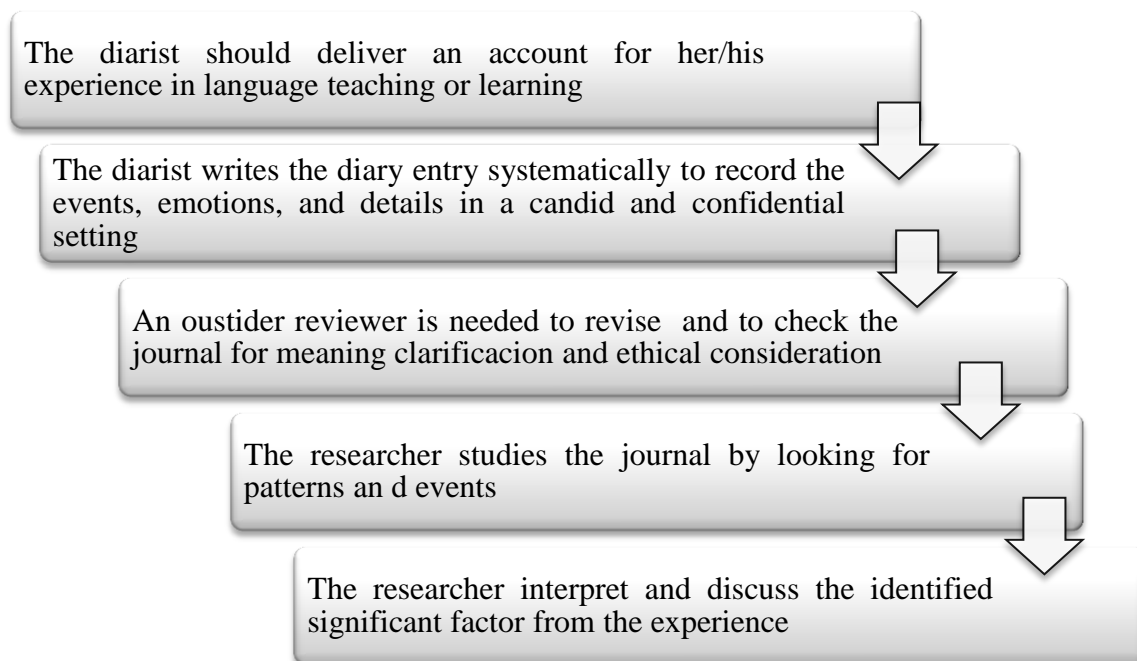 The diarist should deliver an account for her/his
experience in language teaching or learning
The diarist writes the diary entry systematically to record the
events, emotions, and details in a candid and confidential
setting
An oustider reviewer is needed to revise and to check the
journal for meaning clarificacion and ethical consideration
The researcher studies the journal by looking for
patterns an d events
The researcher interpret and discuss the identified
significant factor from the experience